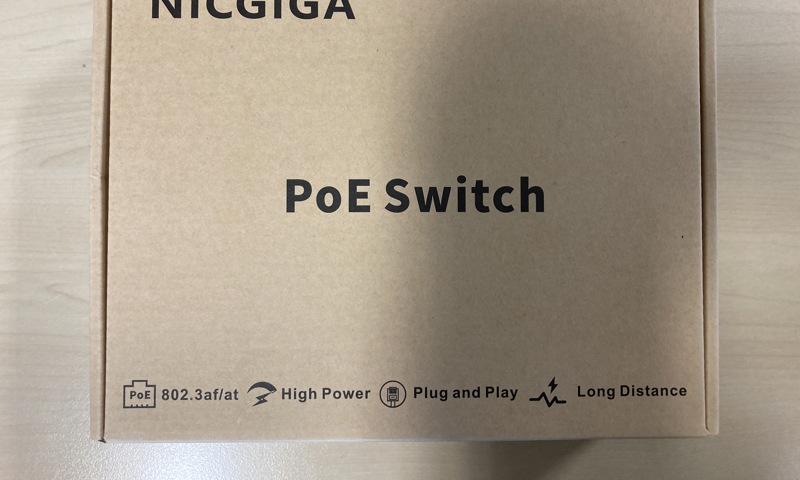 NICGIGA
PoE Switch
PoE 802.3af/at High Power Plug and Play Long Distance